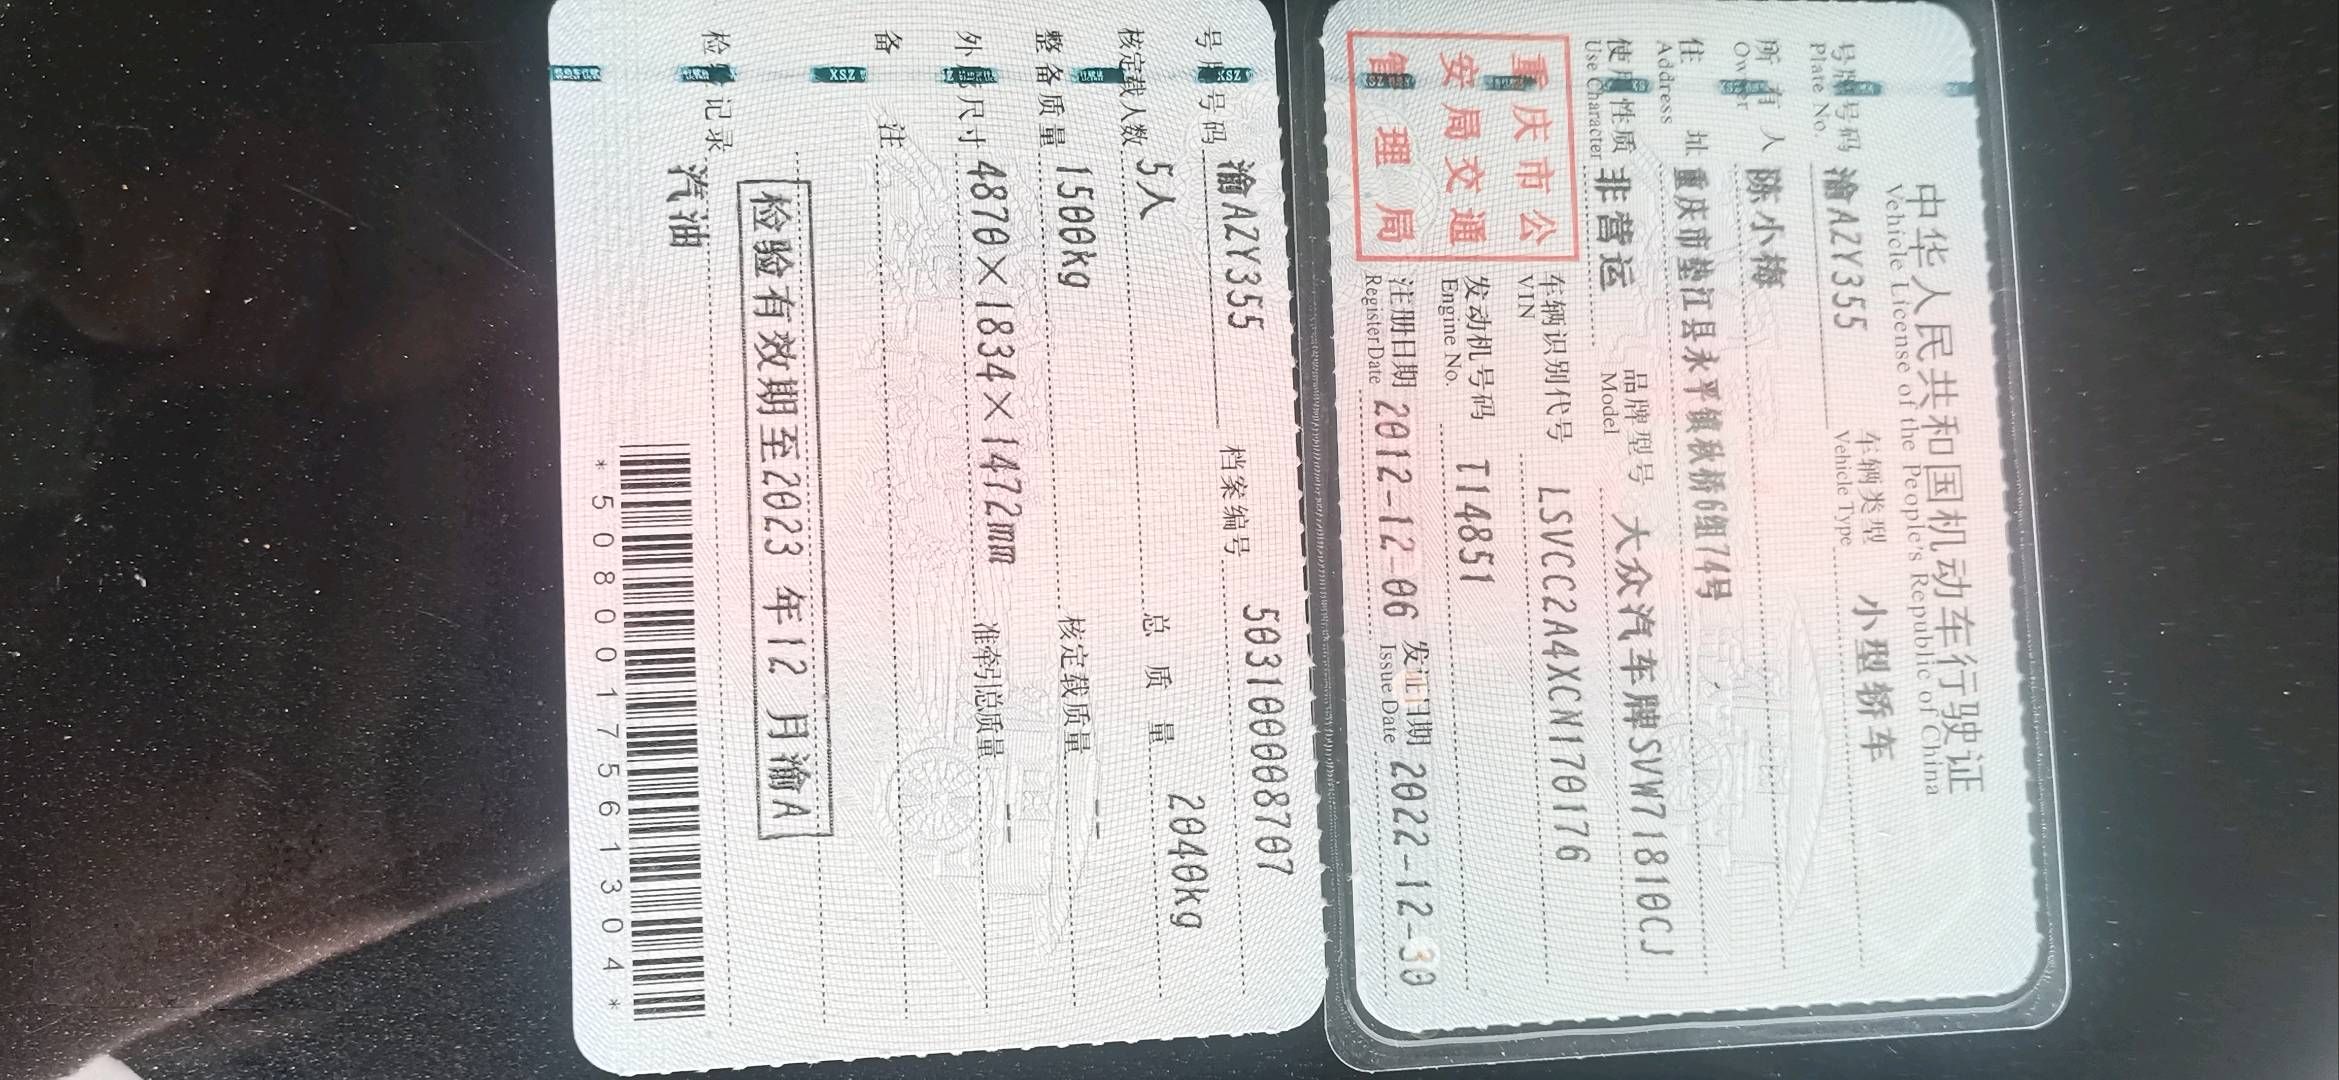 中华人民共和国机动车行驶证
Vehicle License of the People's Republic of China
号牌号码 渝AZY355 车辆类型 小型轿车
Plate No. Vehicle Type
所有人 陈小梅
Owner
住址 重庆市垫江县永平镇秋桥6组74号
Address
使用性质 非营运 品牌型号 大众汽车牌SVW71810CJ
Use Character Model
重庆市公安局交通管理局
车辆识别代号 LSVCC2A4XCN170176
VIN
发动机号码 T14851
Engine No.
注册日期 2012-12-06 发证日期 2022-12-30
Register Date Issue Date
号牌号码 渝AZY355 档案编号 503100008707
核定载人数 5人 总质量 2040kg
整备质量 1500kg 核定载质量 --
外廓尺寸 4870×1834×1472mm 准牵引总质量 --
备注
检验有效期至2023年12月渝A
检验记录
汽油
*5080017561304*